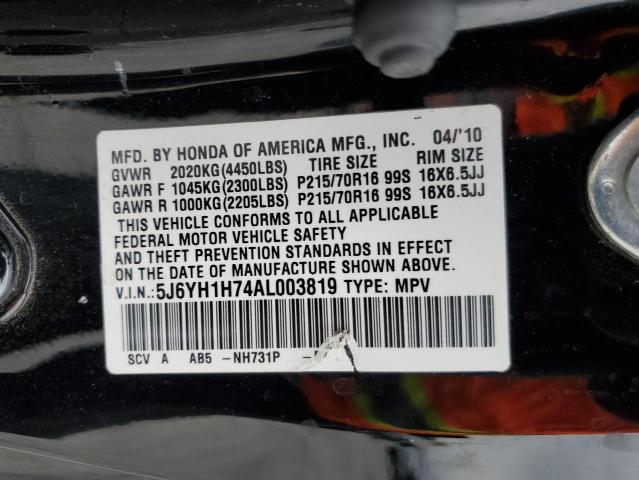 MFD. BY HONDA OF AMERICA MFG., INC. 04/'10
GVWR 2020KG(4450LBS) TIRE SIZE RIM SIZE
GAWR F 1045KG(2300LBS) P215/70R16 99S 16X6.5JJ
GAWR R 1000KG(2205LBS) P215/70R16 99S 16X6.5JJ
THIS VEHICLE CONFORMS TO ALL APPLICABLE
FEDERAL MOTOR VEHICLE SAFETY
AND THEFT PREVENTION STANDARDS IN EFFECT
ON THE DATE OF MANUFACTURE SHOWN ABOVE.
V.I.N.: 5J6YH1H74AL003819 TYPE: MPV
SCV A AB5 -NH731P -